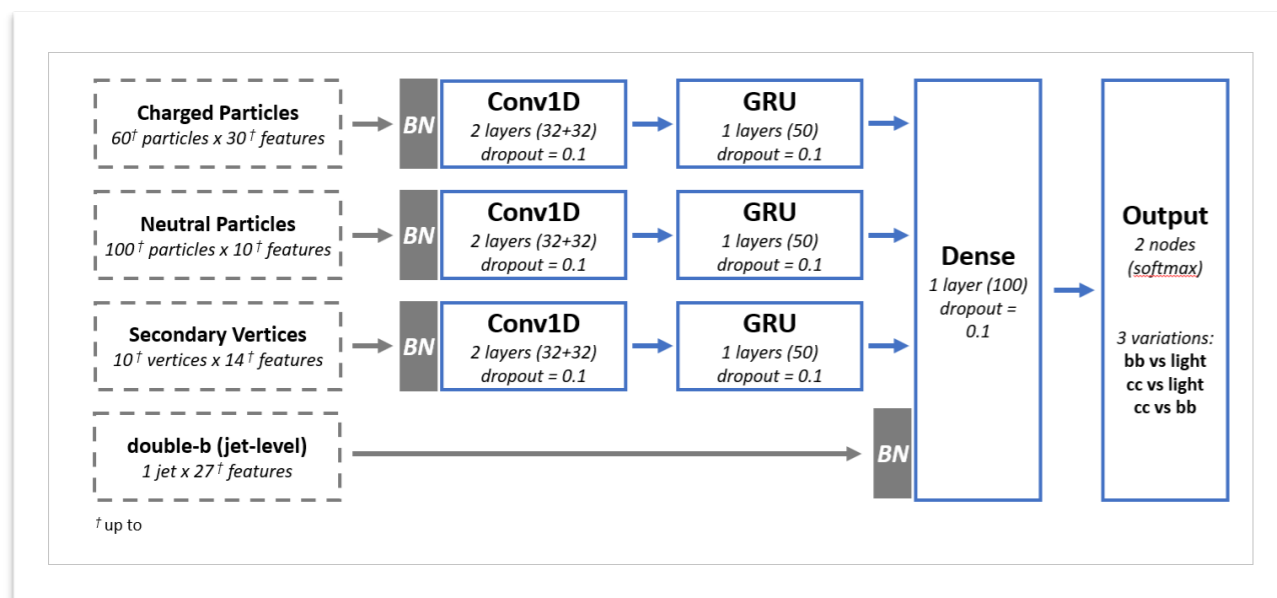 Charged Particles
60† particles x 30† features
BN
Conv1D
2 layers (32+32)
dropout = 0.1
GRU
1 layers (50)
dropout = 0.1
Neutral Particles
100† particles x 10† features
BN
Conv1D
2 layers (32+32)
dropout = 0.1
GRU
1 layers (50)
dropout = 0.1
Secondary Vertices
10† vertices x 14† features
BN
Conv1D
2 layers (32+32)
dropout = 0.1
GRU
1 layers (50)
dropout = 0.1
double-b (jet-level)
1 jet x 27† features
BN
Dense
1 layer (100)
dropout =
0.1
Output
2 nodes
(softmax)
3 variations:
bb vs light
cc vs light
cc vs bb
† up to